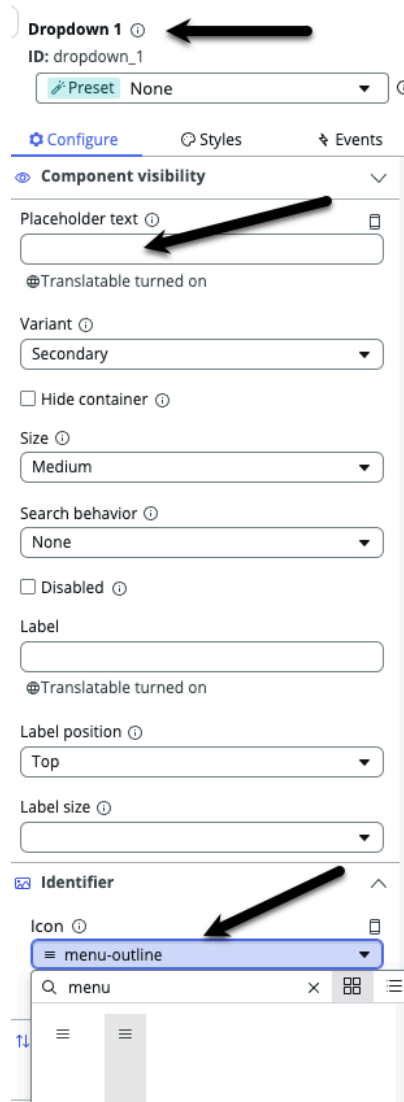 Dropdown 1
ID: dropdown_1
Preset None
Configure Styles Events
Component visibility
Placeholder text
Translatable turned on
Variant
Secondary
Hide container
Size
Medium
Search behavior
None
Disabled
Label
Translatable turned on
Label position
Top
Label size
Identifier
Icon
menu-outline
menu